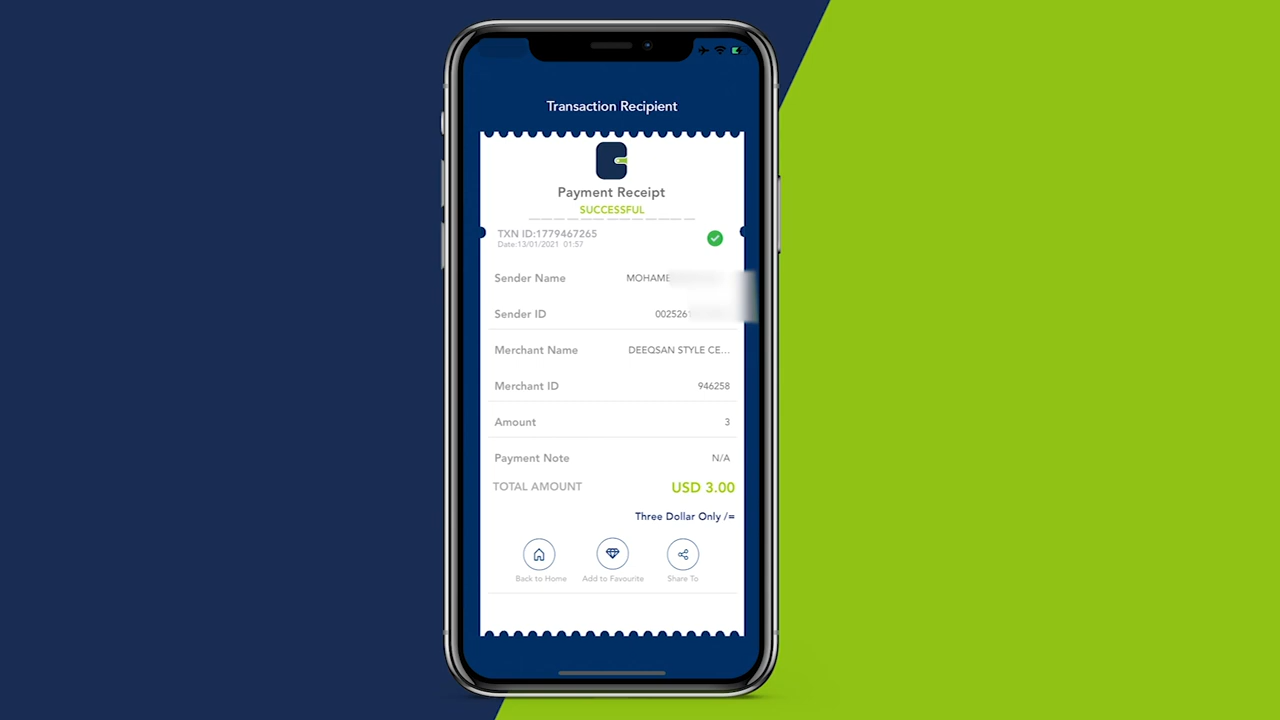 Transaction Recipient
Payment Receipt
SUCCESSFUL
TXN ID:1779467265
Date:13/01/2021 01:57
Sender Name MOHAME
Sender ID 002526
Merchant Name DEEQSAN STYLE CE...
Merchant ID 946258
Amount 3
Payment Note N/A
TOTAL AMOUNT USD 3.00
Three Dollar Only /=
Back to Home Add to Favourite Share To